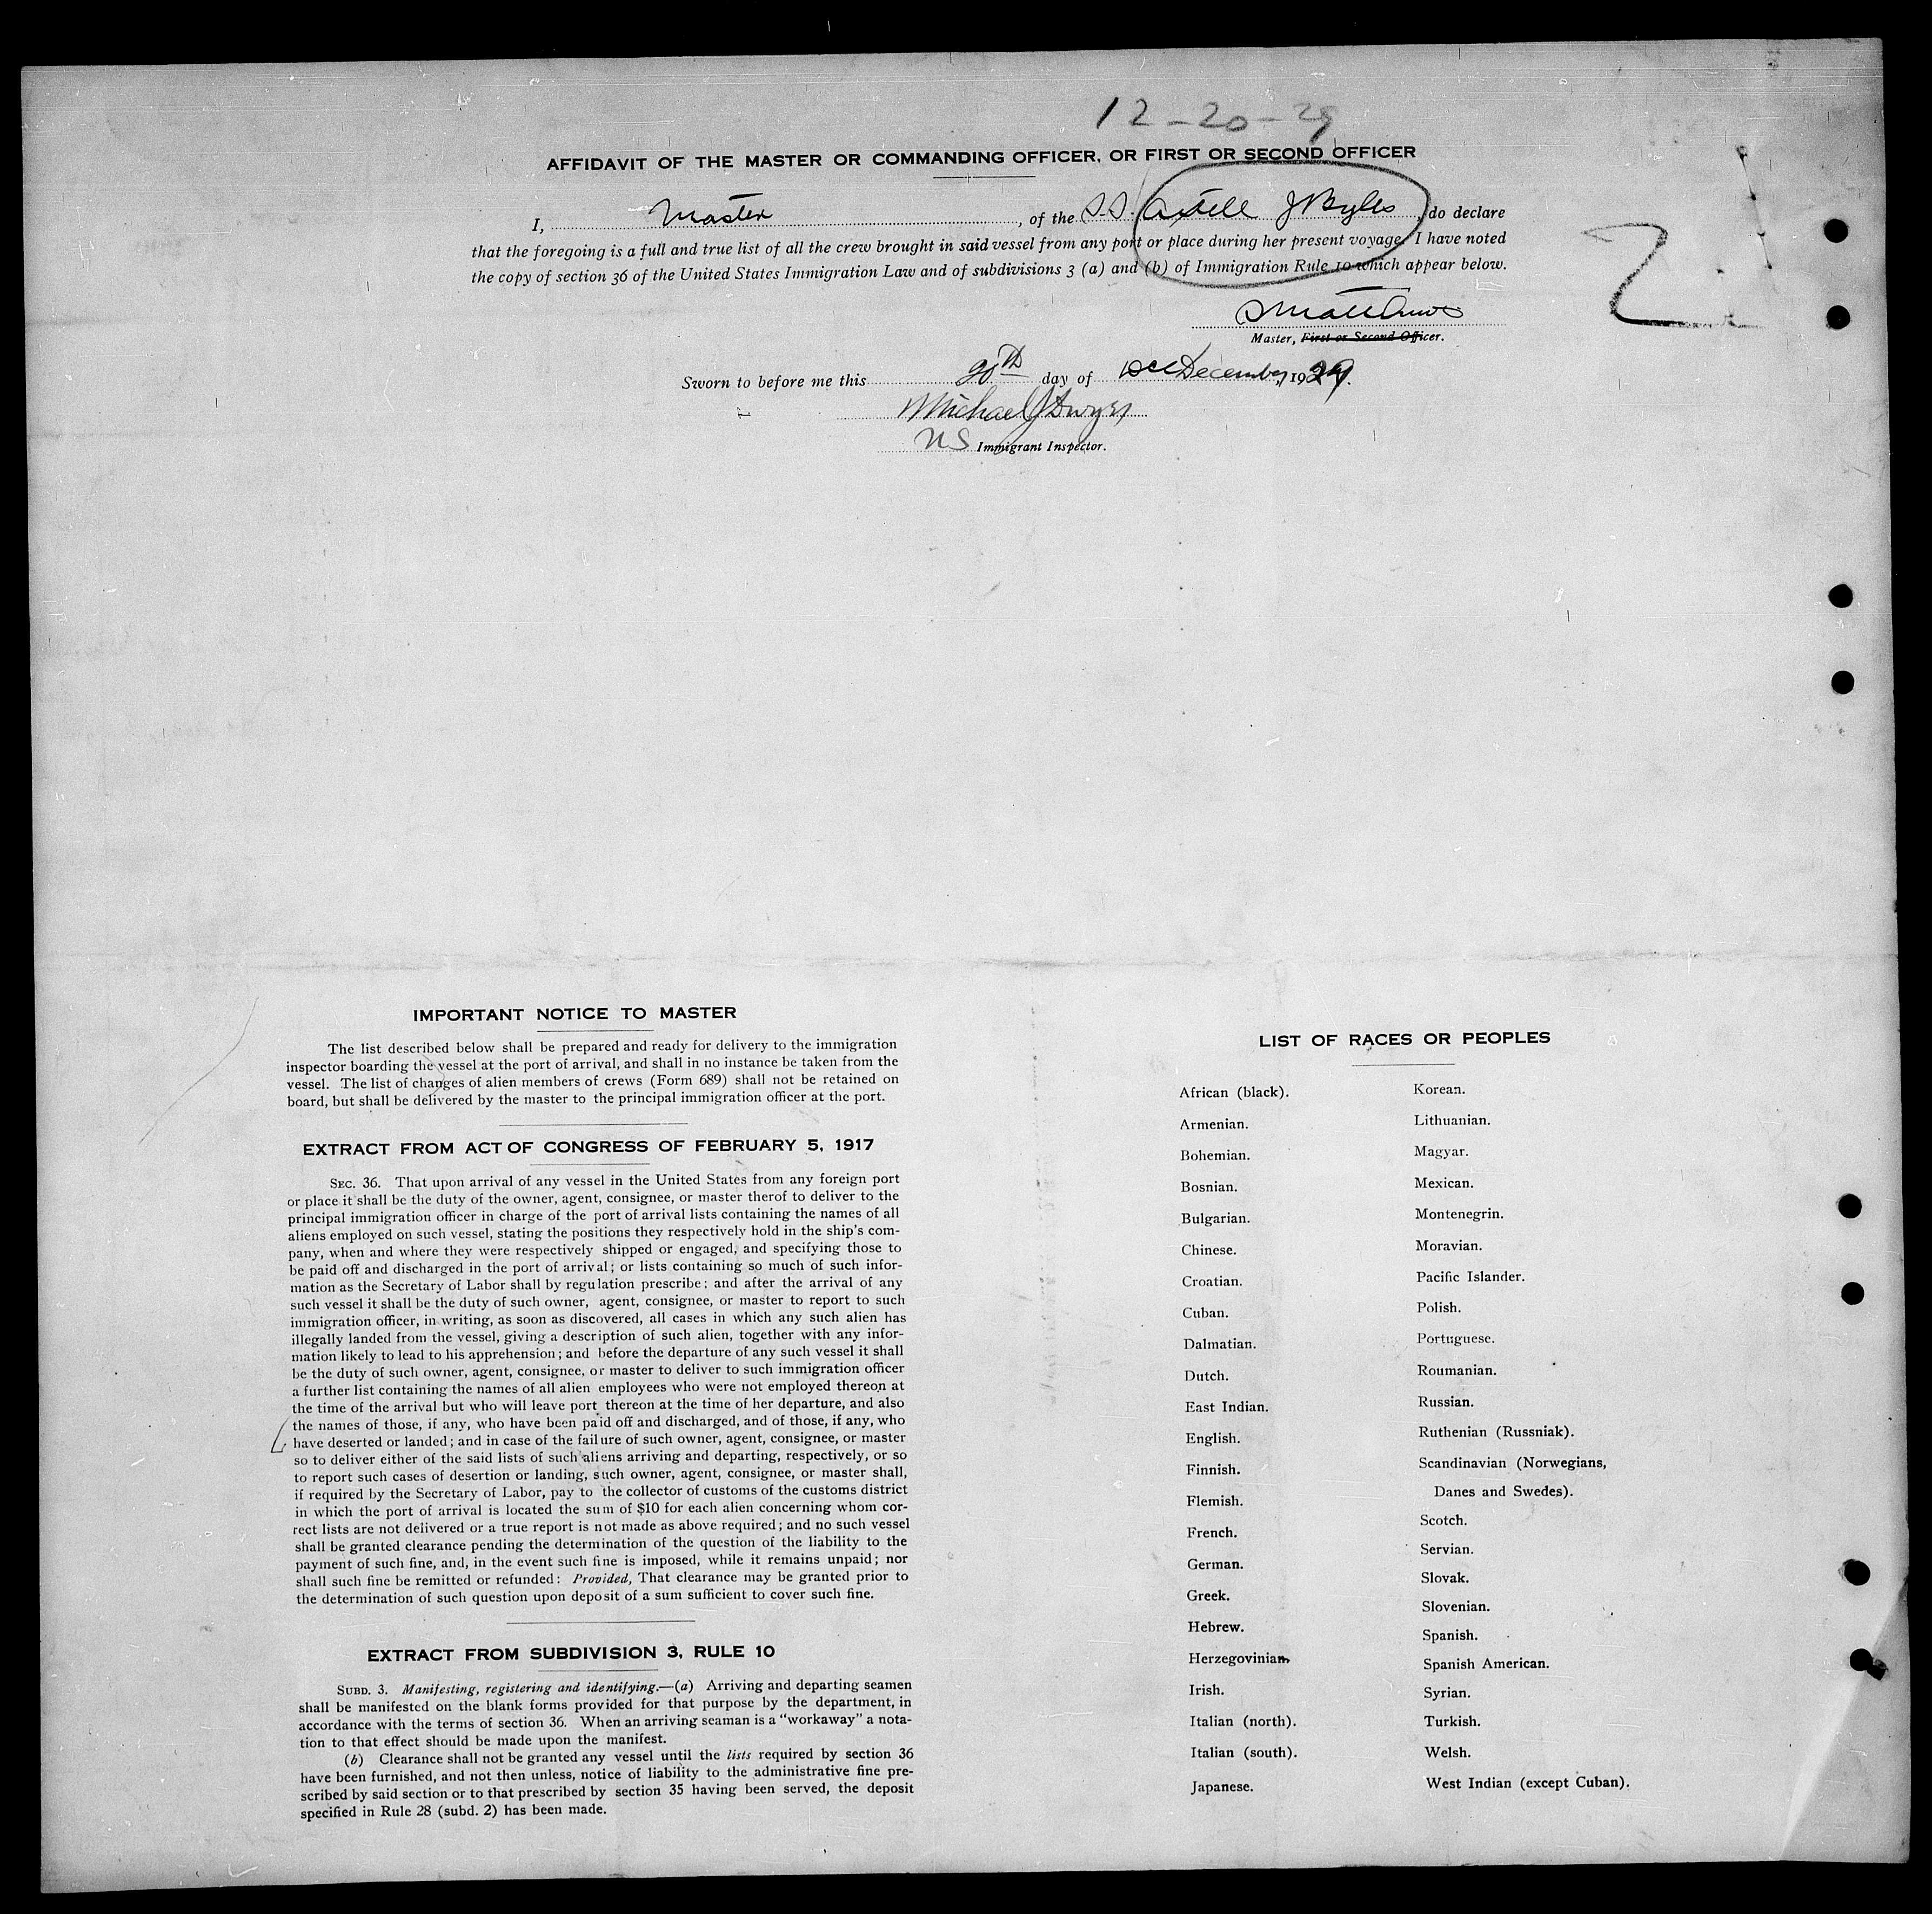 12-20-29
AFFIDAVIT OF THE MASTER OR COMMANDING OFFICER, OR FIRST OR SECOND OFFICER
I, Master, of the S.S. Axtell J Byles, do declare
that the foregoing is a full and true list of all the crew brought in said vessel from any port or place during her present voyage. I have noted
the copy of section 36 of the United States Immigration Law and of subdivisions 3 (a) and (b) of Immigration Rule 10 which appear below.
Master, First or Second Officer.
Sworn to before me this 20th day of December, 1929.
Michael J Dwyer
US Immigrant Inspector.
IMPORTANT NOTICE TO MASTER
The list described below shall be prepared and ready for delivery to the immigration
inspector boarding the vessel at the port of arrival, and shall in no instance be taken from the
vessel. The list of changes of alien members of crews (Form 689) shall not be retained on
board, but shall be delivered by the master to the principal immigration officer at the port.
EXTRACT FROM ACT OF CONGRESS OF FEBRUARY 5, 1917
SEC. 36. That upon arrival of any vessel in the United States from any foreign port
or place it shall be the duty of the owner, agent, consignee, or master therof to deliver to the
principal immigration officer in charge of the port of arrival lists containing the names of all
aliens employed on such vessel, stating the positions they respectively hold in the ship's com-
pany, when and where they were respectively shipped or engaged, and specifying those to
be paid off and discharged in the port of arrival; or lists containing so much of such infor-
mation as the Secretary of Labor shall by regulation prescribe; and after the arrival of any
such vessel it shall be the duty of such owner, agent, consignee, or master to report to such
immigration officer, in writing, as soon as discovered, all cases in which any such alien has
illegally landed from the vessel, giving a description of such alien, together with any infor-
mation likely to lead to his apprehension; and before the departure of any such vessel it shall
be the duty of such owner, agent, consignee, or master to deliver to such immigration officer
a further list containing the names of all alien employees who were not employed thereon at
the time of the arrival but who will leave port thereon at the time of her departure, and also
the names of those, if any, who have been paid off and discharged, and of those, if any, who
have deserted or landed; and in case of the failure of such owner, agent, consignee, or master
so to deliver either of the said lists of such aliens arriving and departing, respectively, or so
to report such cases of desertion or landing, such owner, agent, consignee, or master shall,
if required by the Secretary of Labor, pay to the collector of customs of the customs district
in which the port of arrival is located the sum of $10 for each alien concerning whom cor-
rect lists are not delivered or a true report is not made as above required; and no such vessel
shall be granted clearance pending the determination of the question of the liability to the
payment of such fine, and, in the event such fine is imposed, while it remains unpaid; nor
shall such fine be remitted or refunded: Provided, That clearance may be granted prior to
the determination of such question upon deposit of a sum sufficient to cover such fine.
EXTRACT FROM SUBDIVISION 3, RULE 10
SUBD. 3. Manifesting, registering and identifying.—(a) Arriving and departing seamen
shall be manifested on the blank forms provided for that purpose by the department, in
accordance with the terms of section 36. When an arriving seaman is a "workaway" a nota-
tion to that effect should be made upon the manifest.
(b) Clearance shall not be granted any vessel until the lists required by section 36
have been furnished, and not then unless, notice of liability to the administrative fine pre-
scribed by said section or to that prescribed by section 35 having been served, the deposit
specified in Rule 28 (subd. 2) has been made.
LIST OF RACES OR PEOPLES
African (black).
Armenian.
Bohemian.
Bosnian.
Bulgarian.
Chinese.
Croatian.
Cuban.
Dalmatian.
Dutch.
East Indian.
English.
Finnish.
Flemish.
French.
German.
Greek.
Hebrew.
Herzegovinian.
Irish.
Italian (north).
Italian (south).
Japanese.
Korean.
Lithuanian.
Magyar.
Mexican.
Montenegrin.
Moravian.
Pacific Islander.
Polish.
Portuguese.
Roumanian.
Russian.
Ruthenian (Russniak).
Scandinavian (Norwegians,
Danes and Swedes).
Scotch.
Servian.
Slovak.
Slovenian.
Spanish.
Spanish American.
Syrian.
Turkish.
Welsh.
West Indian (except Cuban).